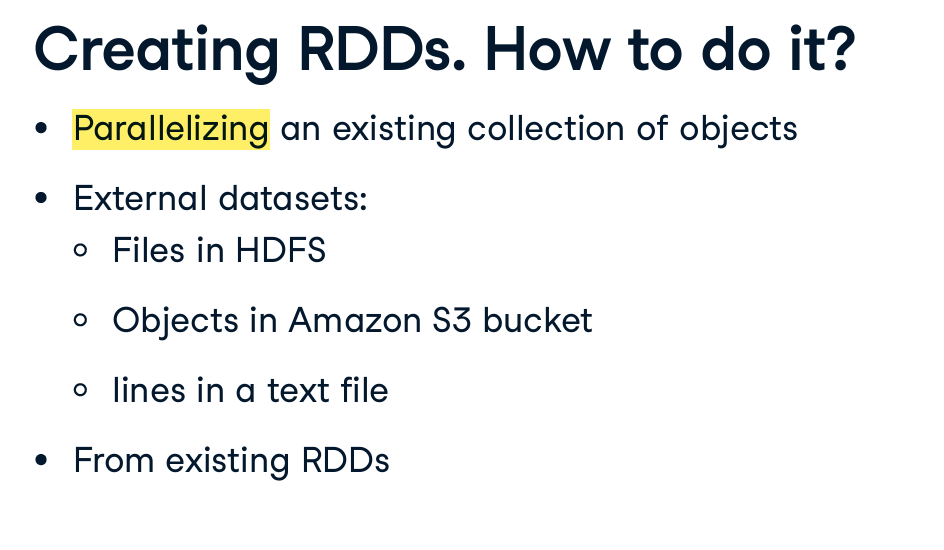 Creating RDDs. How to do it?
• Parallelizing an existing collection of objects
• External datasets:
○ Files in HDFS
○ Objects in Amazon S3 bucket
○ lines in a text file
• From existing RDDs